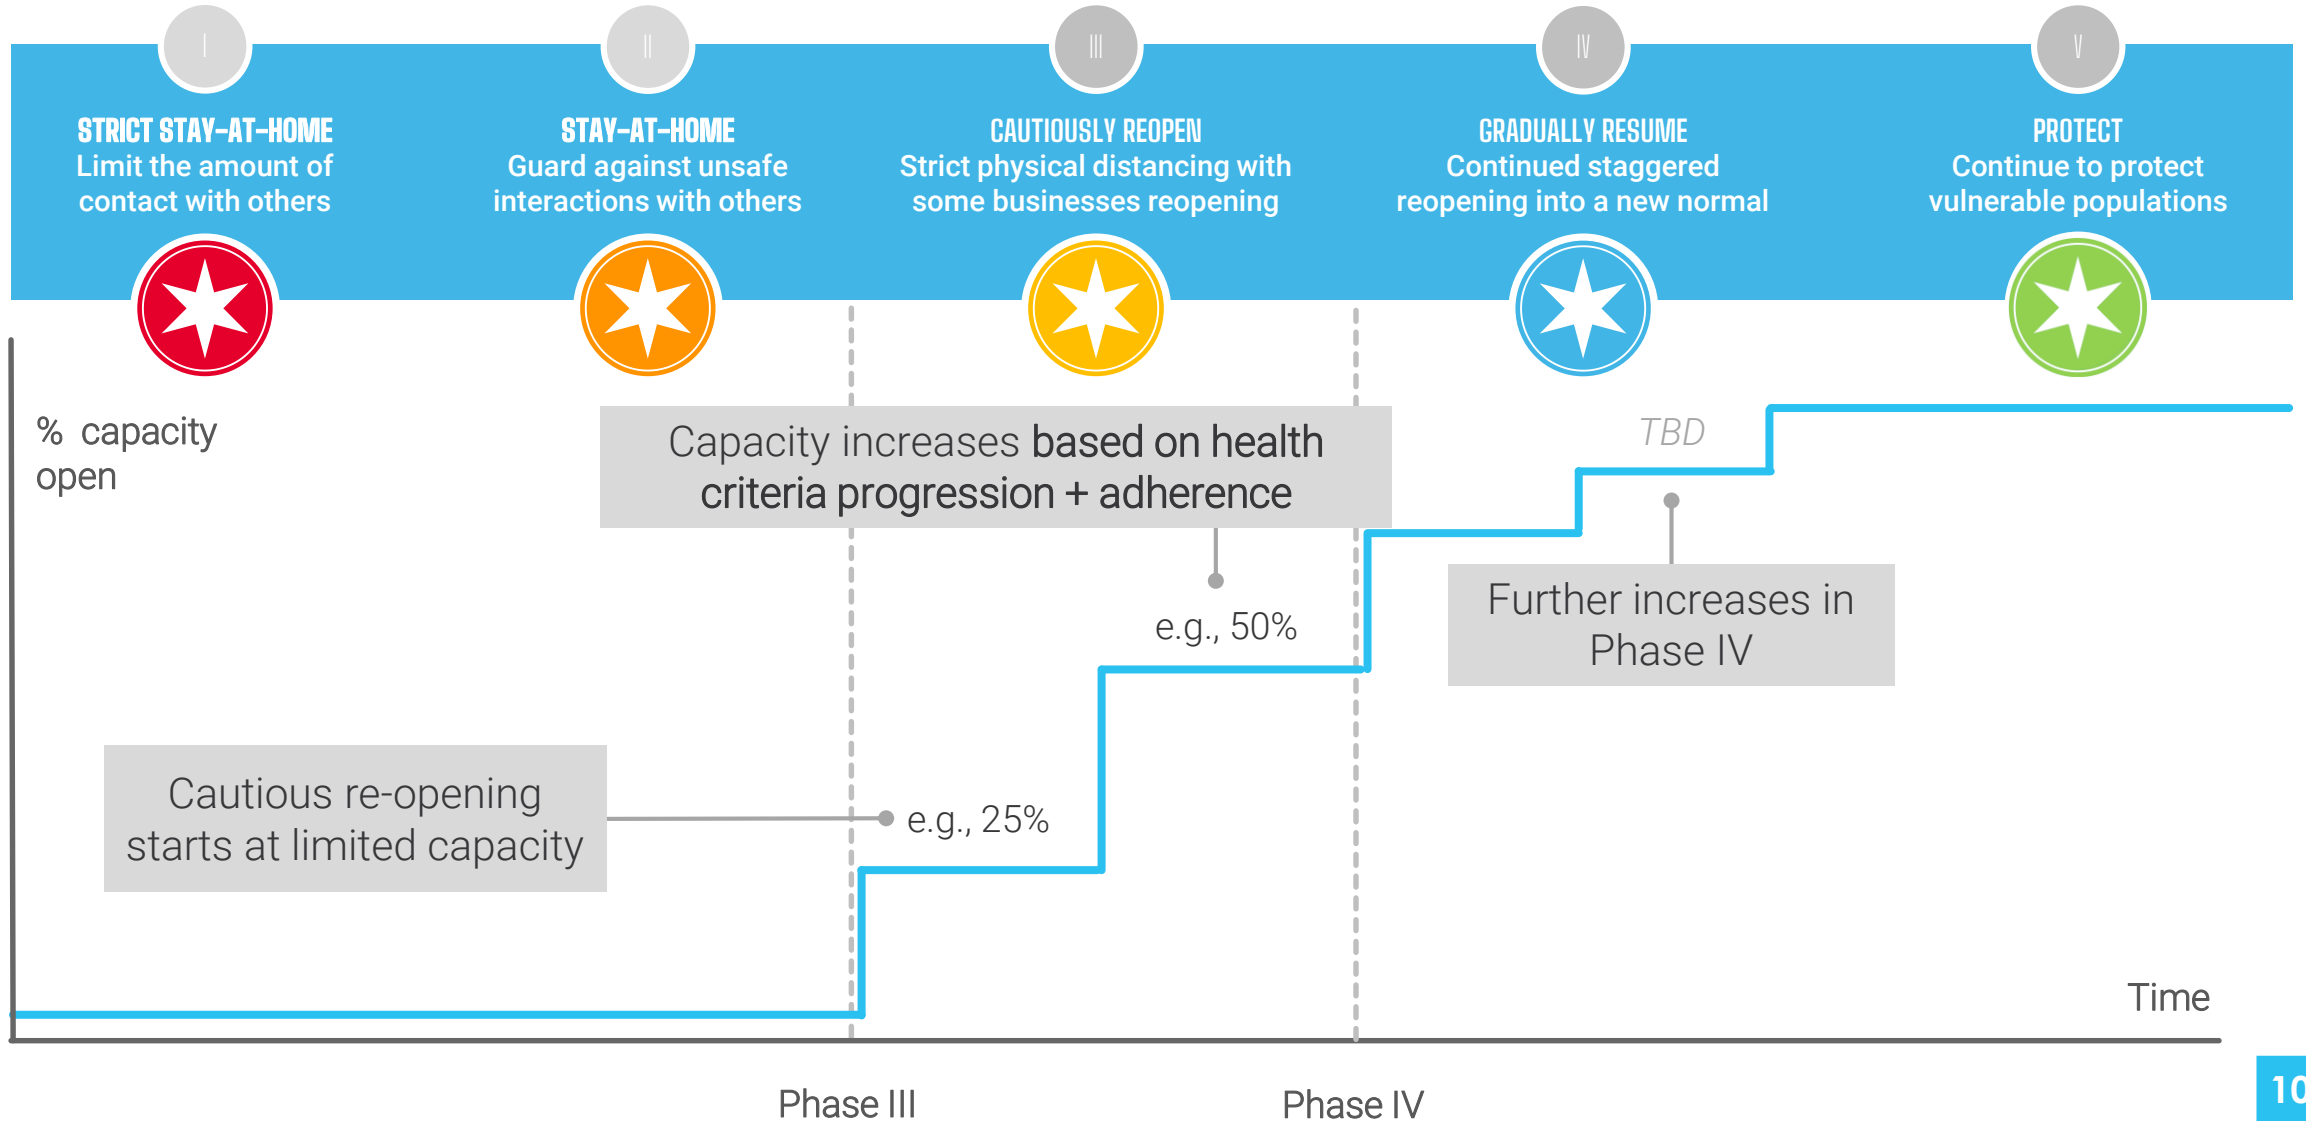 I
II
III
IV
V
STRICT STAY-AT-HOME
Limit the amount of
contact with others
STAY-AT-HOME
Guard against unsafe
interactions with others
CAUTIOUSLY REOPEN
Strict physical distancing with
some businesses reopening
GRADUALLY RESUME
Continued staggered
reopening into a new normal
PROTECT
Continue to protect
vulnerable populations
% capacity
open
Capacity increases based on health
criteria progression + adherence
TBD
e.g., 50%
Further increases in
Phase IV
Cautious re-opening
starts at limited capacity
e.g., 25%
Time
Phase III
Phase IV
10